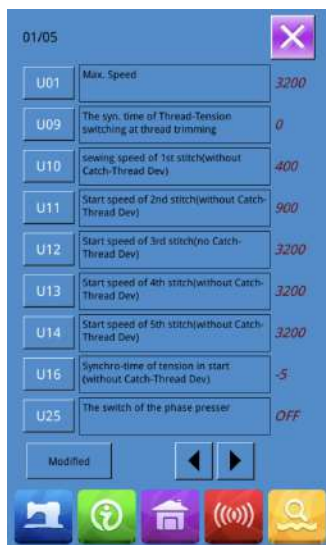 01/05
U01
Max. Speed
3200
U09
The syn. time of Thread-Tension
switching at thread trimming
0
U10
sewing speed of 1st stitch(without
Catch-Thread Dev)
400
U11
Start speed of 2nd stitch(without Catch-
Thread Dev)
900
U12
Start speed of 3rd stitch(no Catch-
Thread Dev)
3200
U13
Start speed of 4th stitch(without Catch-
Thread Dev)
3200
U14
Start speed of 5th stitch(without Catch-
Thread Dev)
3200
U16
Synchro-time of tension in start
(without Catch-Thread Dev)
-5
U25
The switch of the phase presser
OFF
Modified